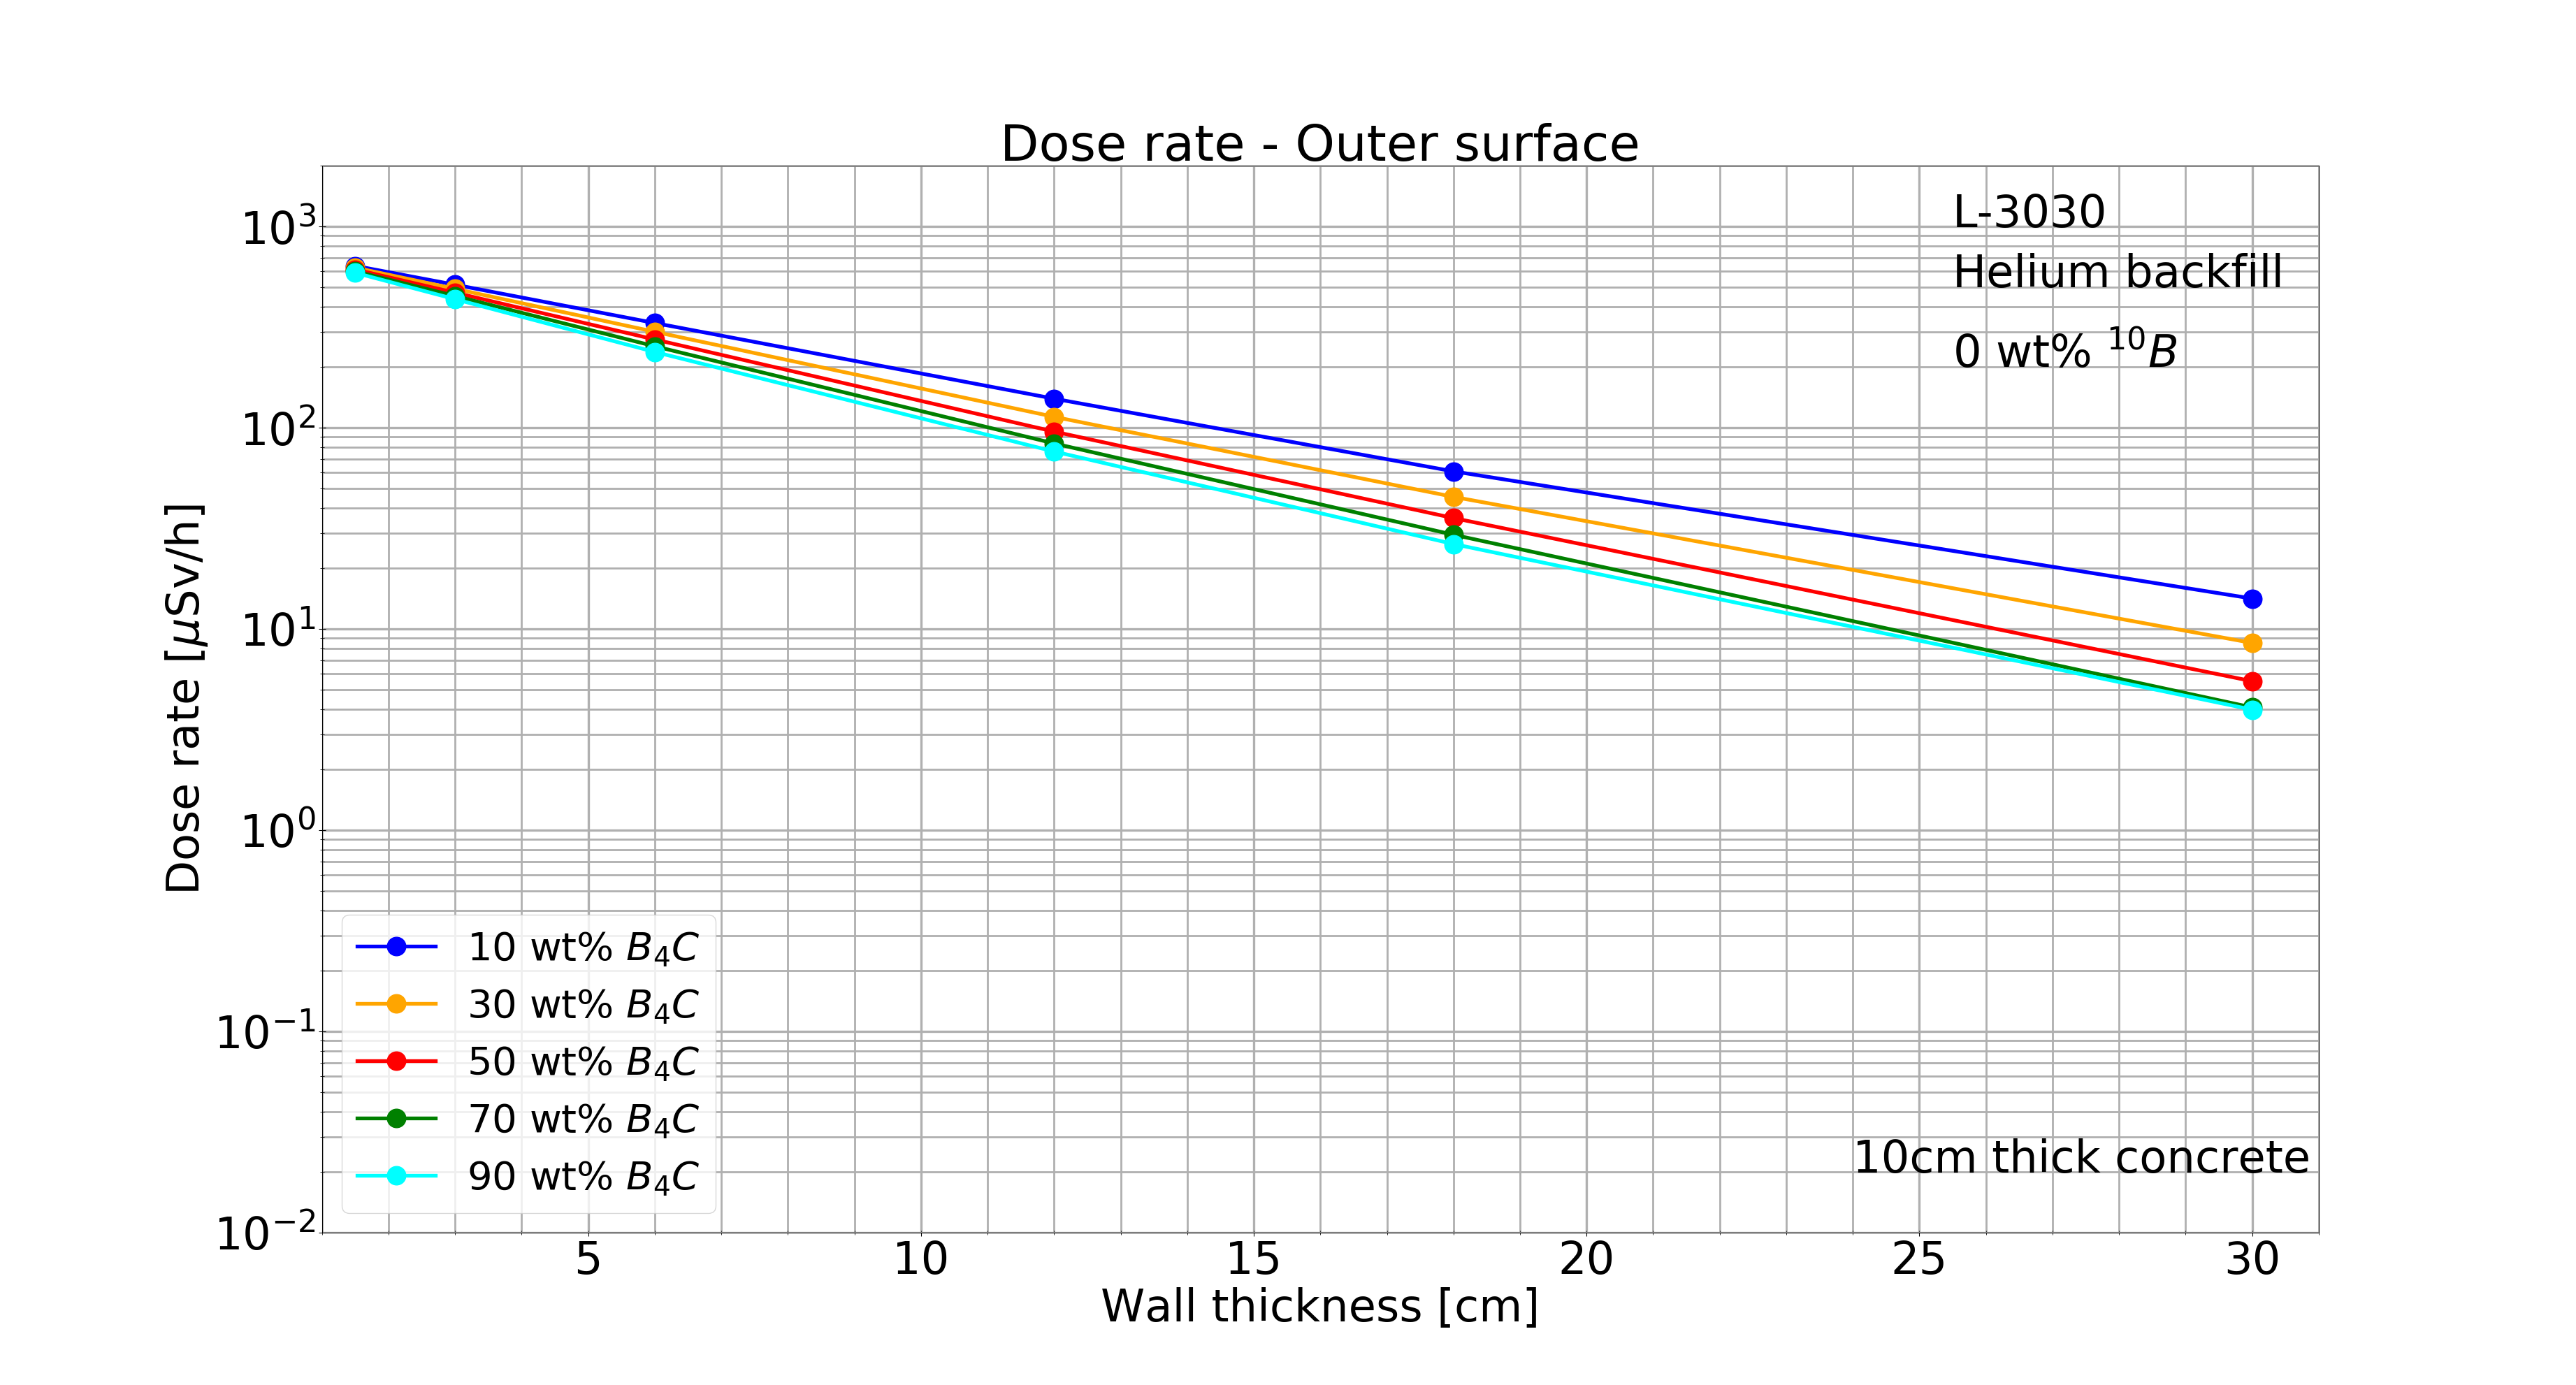 Dose rate - Outer surface
L-3030
Helium backfill
0 wt% ¹⁰B
10³
10²
10¹
10⁰
10⁻¹
10⁻²
Dose rate [μSv/h]
10 wt% B₄C
30 wt% B₄C
50 wt% B₄C
70 wt% B₄C
90 wt% B₄C
10cm thick concrete
5 10 15 20 25 30
Wall thickness [cm]